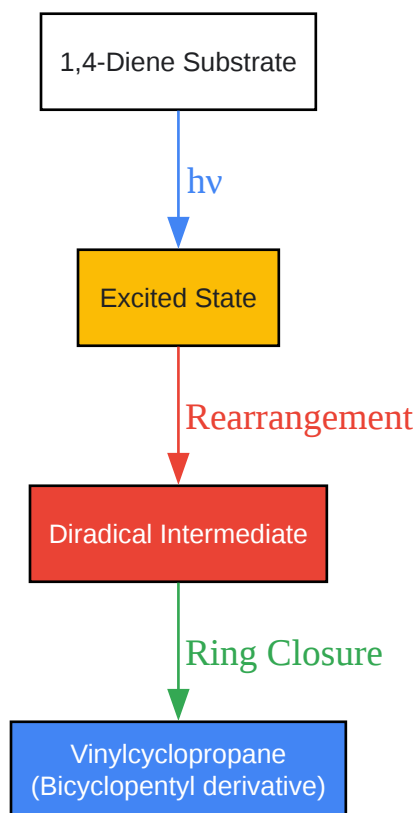 1,4-Diene Substrate
hν
Excited State
Rearrangement
Diradical Intermediate
Ring Closure
Vinylcyclopropane
(Bicyclopentyl derivative)